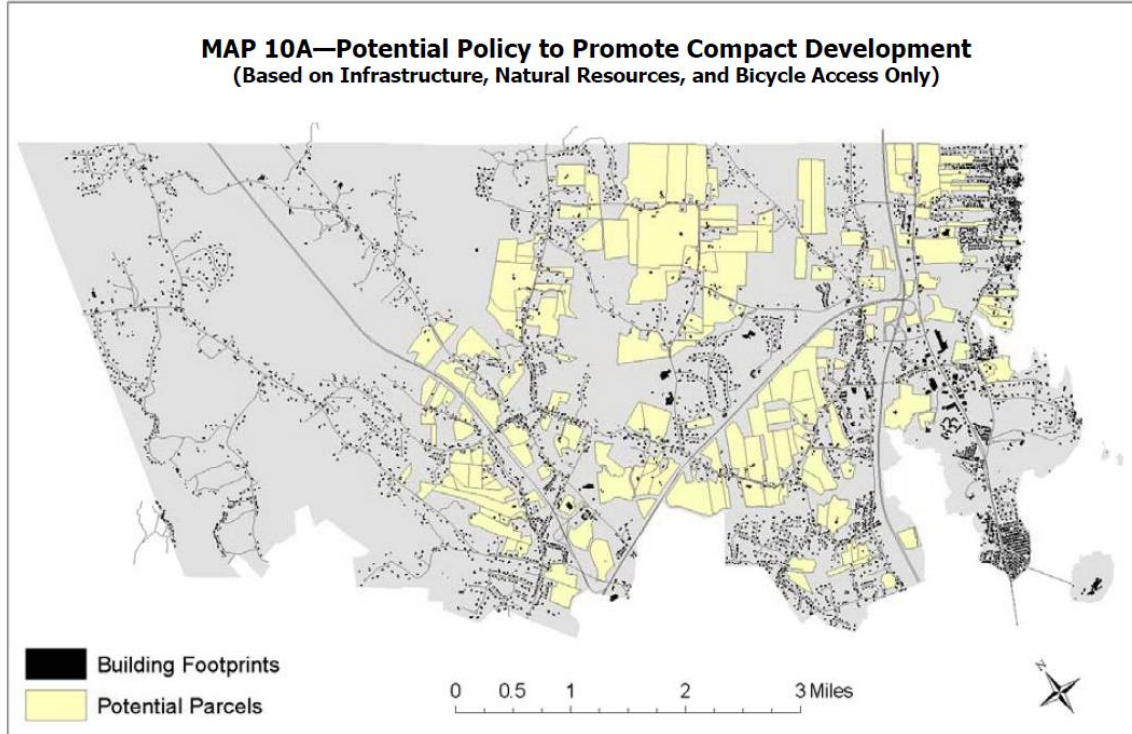 MAP 10A—Potential Policy to Promote Compact Development
(Based on Infrastructure, Natural Resources, and Bicycle Access Only)
Building Footprints
Potential Parcels
0 0.5 1 2 3 Miles
N